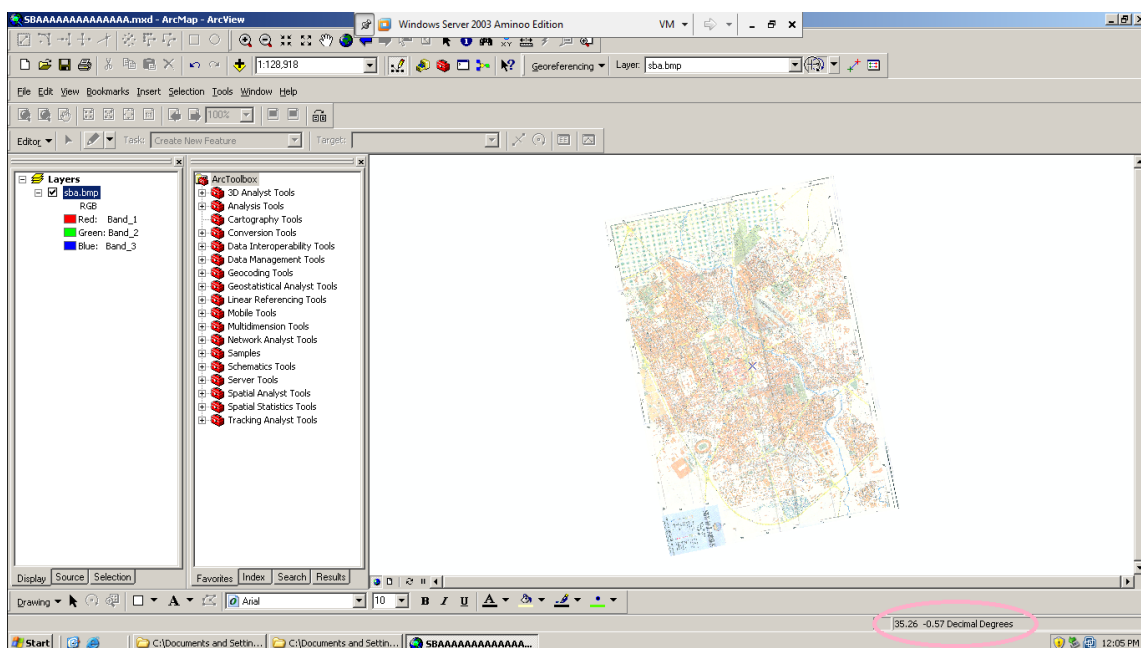 SBAAAAAAAAAAAAAA.mxd - ArcMap - ArcView
Windows Server 2003 Aminoo Edition
VM
1:128,918
Georeferencing
Layer: sba.bmp
File Edit View Bookmarks Insert Selection Tools Window Help
100%
Editor Task: Create New Feature Target:
Layers
sba.bmp
RGB
Red: Band_1
Green: Band_2
Blue: Band_3
ArcToolbox
3D Analyst Tools
Analysis Tools
Cartography Tools
Conversion Tools
Data Interoperability Tools
Data Management Tools
Geocoding Tools
Geostatistical Analyst Tools
Linear Referencing Tools
Mobile Tools
Multidimension Tools
Network Analyst Tools
Samples
Schematics Tools
Server Tools
Spatial Analyst Tools
Spatial Statistics Tools
Tracking Analyst Tools
Display Source Selection
Favorites Index Search Results
Drawing A Arial 10 B I U A
35.26 -0.57 Decimal Degrees
Start C:\Documents and Settin... C:\Documents and Settin... SBAAAAAAAAAAAAA... 12:05 PM